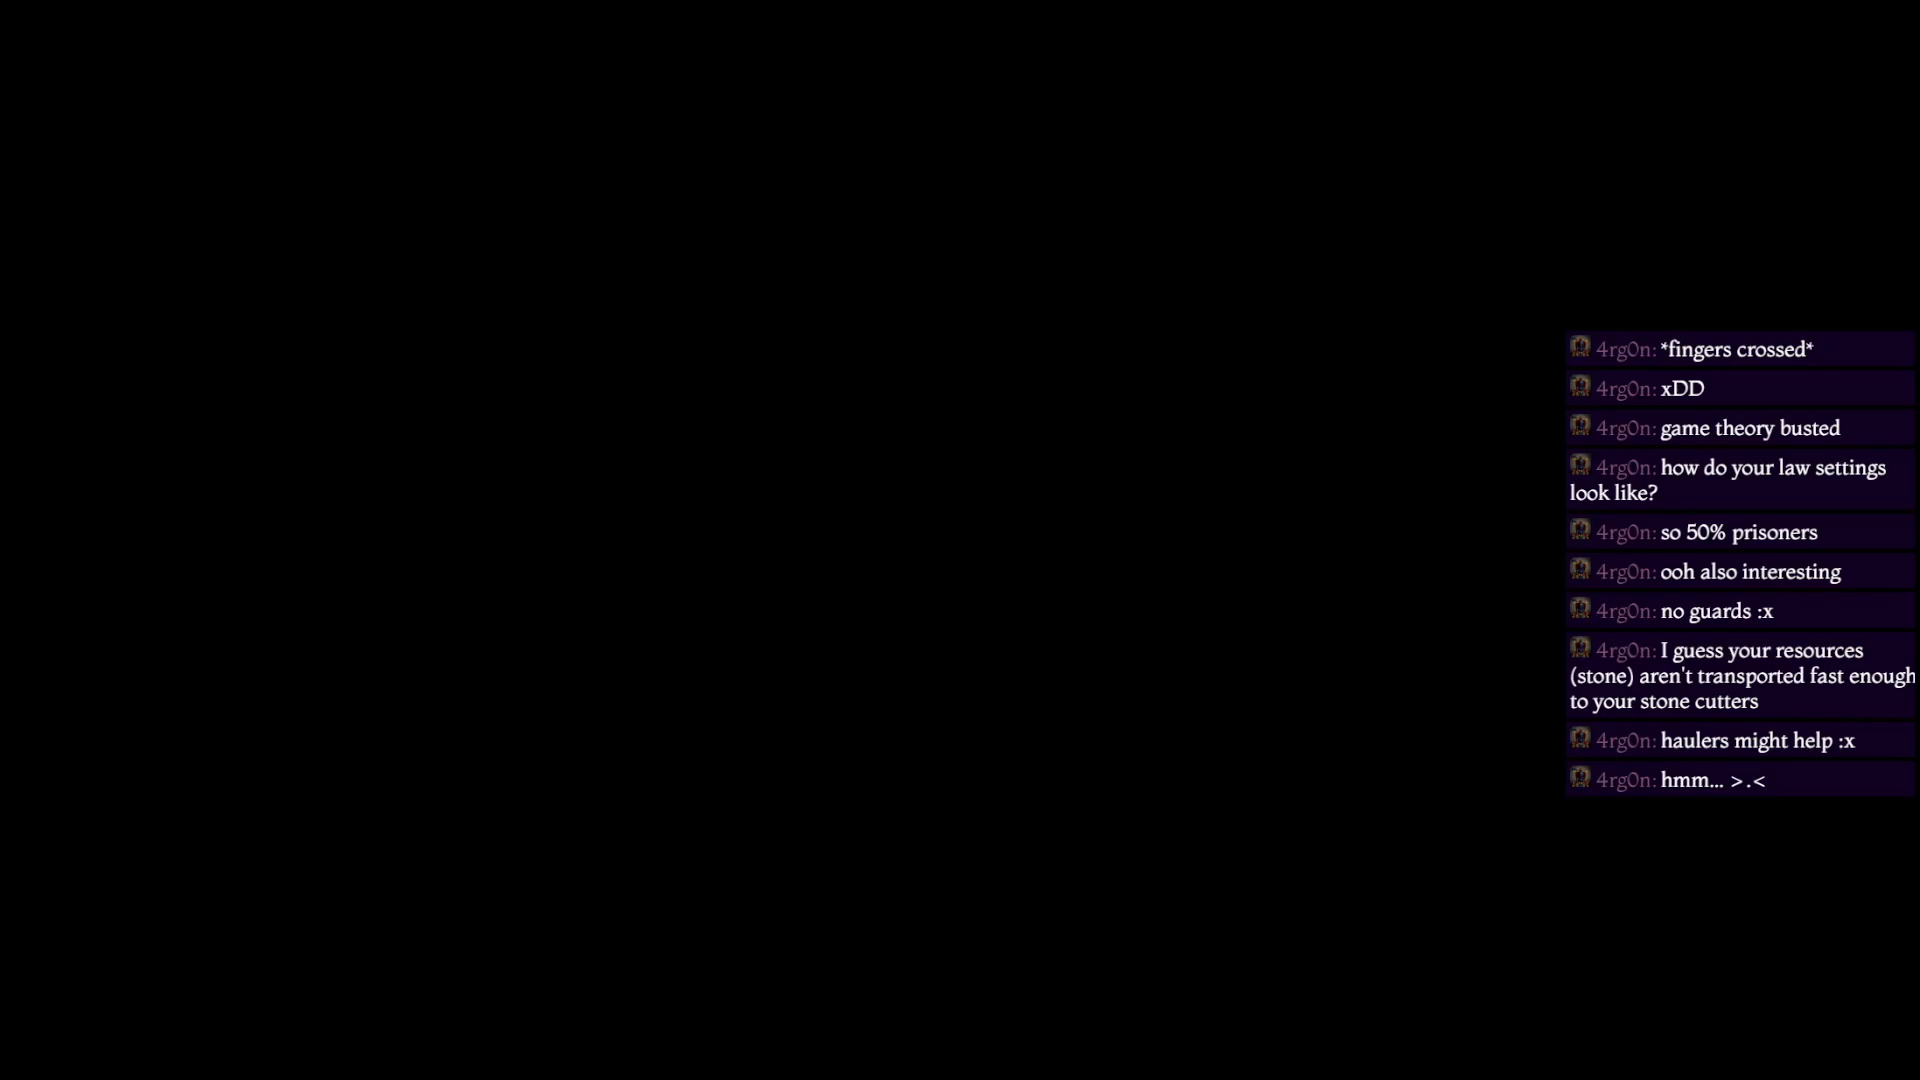 4rg0n: *fingers crossed*
4rg0n: xDD
4rg0n: game theory busted
4rg0n: how do your law settings
look like?
4rg0n: so 50% prisoners
4rg0n: ooh also interesting
4rg0n: no guards :x
4rg0n: I guess your resources
(stone) aren't transported fast enough
to your stone cutters
4rg0n: haulers might help :x
4rg0n: hmm... >.<